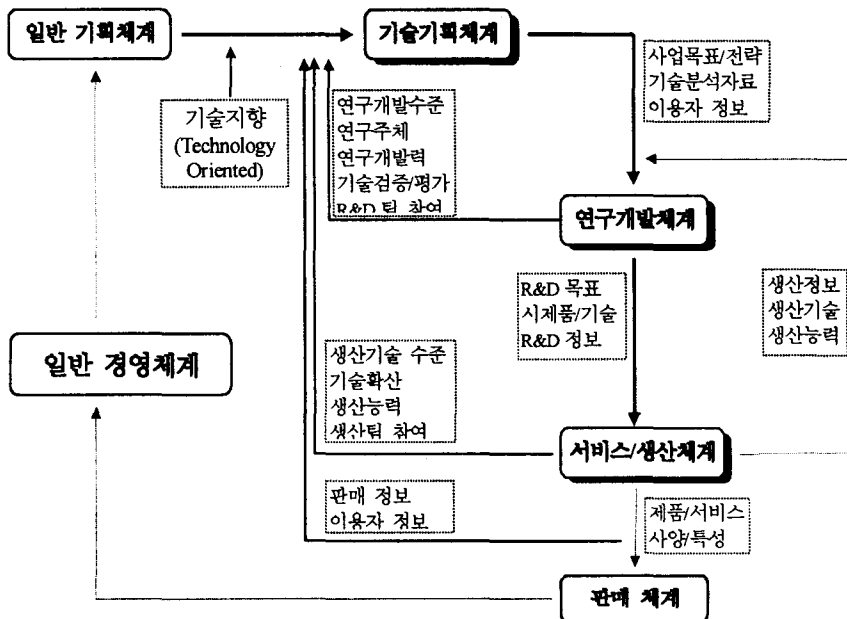 일반 기획체계
기술기획체계
사업목표/전략
기술분석자료
이용자 정보
기술지향
(Technology
Oriented)
연구개발수준
연구주체
연구개발력
기술검증/평가
R&D 팀 참여
연구개발체계
R&D 목표
시제품/기술
R&D 정보
생산정보
생산기술
생산능력
일반 경영체계
생산기술 수준
기술확산
생산능력
생산팀 참여
서비스/생산체계
판매 정보
이용자 정보
제품/서비스
사양/특성
판매 체계